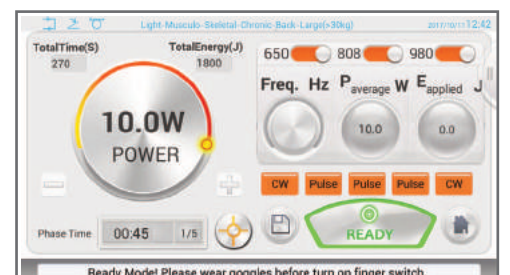 Light-Musculo-Skeletal-Chronic-Back-Large(>30kg)
2017/10/11 12:42
TotalTime(S)
270
TotalEnergy(J)
1800
650 808 980
Freq. Hz Paverage W Eapplied J
10.0 0.0
10.0W
POWER
CW Pulse Pulse Pulse CW
Phase Time 00:45 1/5
READY
Ready Mode! Please wear goggles before turn on finger switch